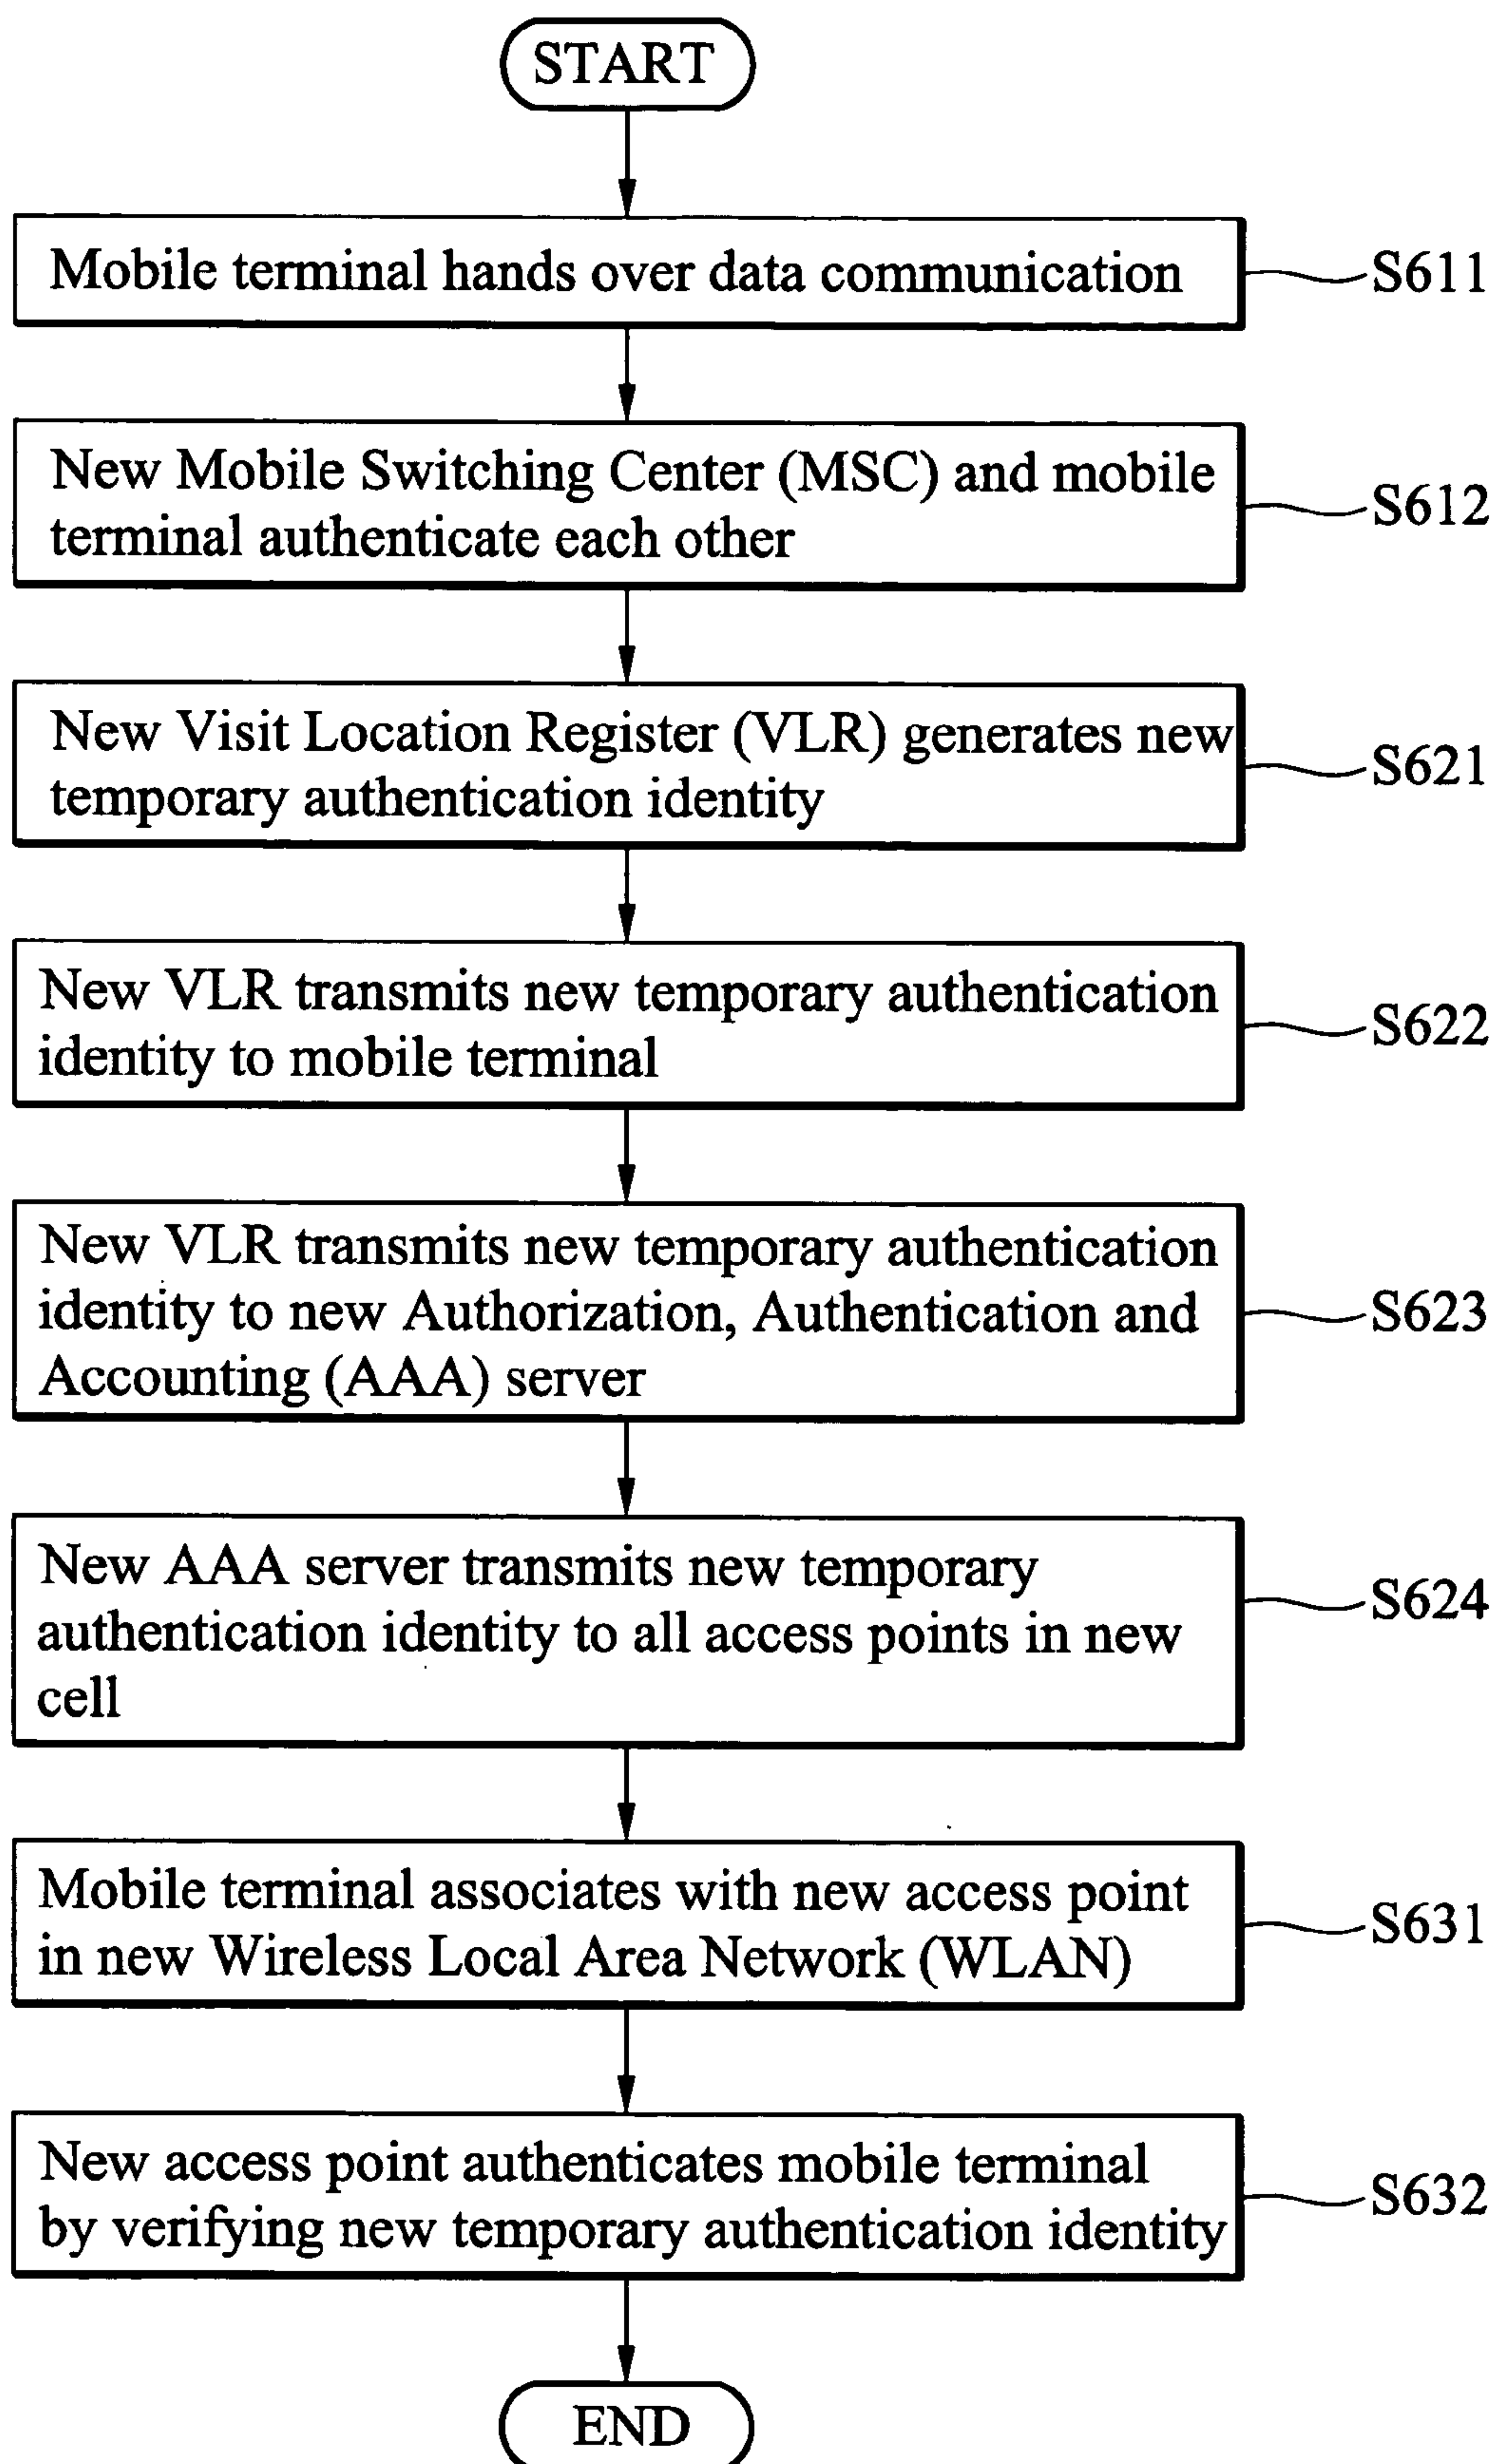 START
Mobile terminal hands over data communication
S611
New Mobile Switching Center (MSC) and mobile
terminal authenticate each other
S612
New Visit Location Register (VLR) generates new
temporary authentication identity
S621
New VLR transmits new temporary authentication
identity to mobile terminal
S622
New VLR transmits new temporary authentication
identity to new Authorization, Authentication and
Accounting (AAA) server
S623
New AAA server transmits new temporary
authentication identity to all access points in new
cell
S624
Mobile terminal associates with new access point
in new Wireless Local Area Network (WLAN)
S631
New access point authenticates mobile terminal
by verifying new temporary authentication identity
S632
END